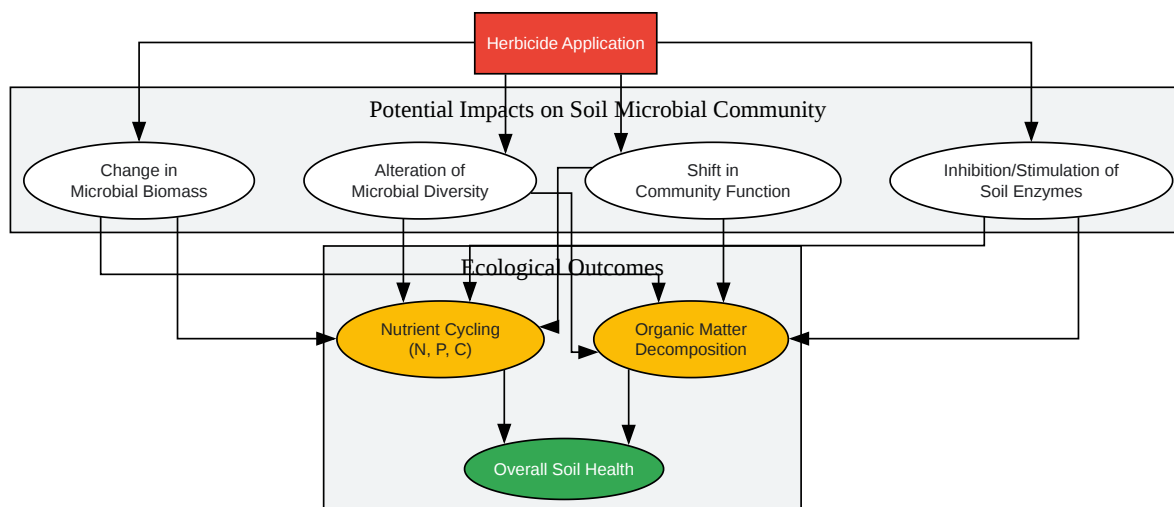 Herbicide Application
Potential Impacts on Soil Microbial Community
Change in
Microbial Biomass
Alteration of
Microbial Diversity
Shift in
Community Function
Inhibition/Stimulation of
Soil Enzymes
Ecological Outcomes
Nutrient Cycling
(N, P, C)
Organic Matter
Decomposition
Overall Soil Health